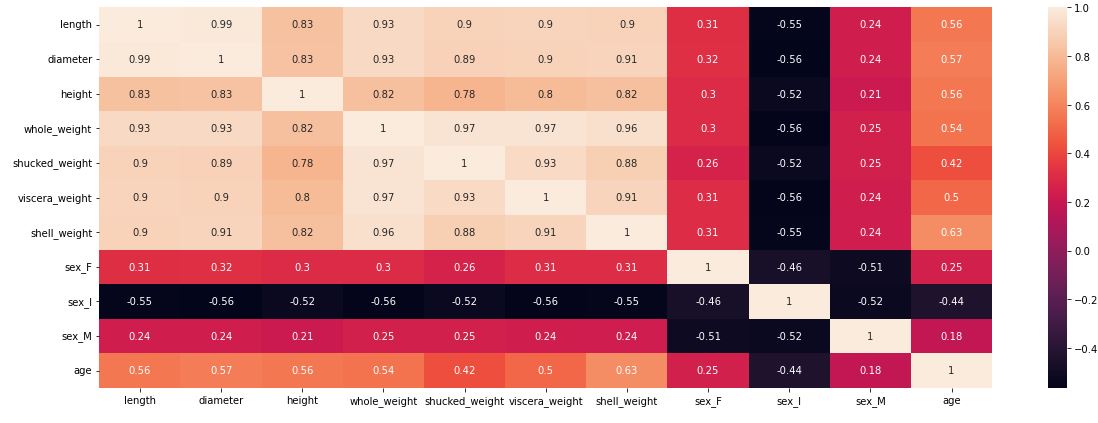 length 1 0.99 0.83 0.93 0.9 0.9 0.9 0.31 -0.55 0.24 0.56
diameter 0.99 1 0.83 0.93 0.89 0.9 0.91 0.32 -0.56 0.24 0.57
height 0.83 0.83 1 0.82 0.78 0.8 0.82 0.3 -0.52 0.21 0.56
whole_weight 0.93 0.93 0.82 1 0.97 0.97 0.96 0.3 -0.56 0.25 0.54
shucked_weight 0.9 0.89 0.78 0.97 1 0.93 0.88 0.26 -0.52 0.25 0.42
viscera_weight 0.9 0.9 0.8 0.97 0.93 1 0.91 0.31 -0.56 0.24 0.5
shell_weight 0.9 0.91 0.82 0.96 0.88 0.91 1 0.31 -0.55 0.24 0.63
sex_F 0.31 0.32 0.3 0.3 0.26 0.31 0.31 1 -0.46 -0.51 0.25
sex_I -0.55 -0.56 -0.52 -0.56 -0.52 -0.56 -0.55 -0.46 1 -0.52 -0.44
sex_M 0.24 0.24 0.21 0.25 0.25 0.24 0.24 -0.51 -0.52 1 0.18
age 0.56 0.57 0.56 0.54 0.42 0.5 0.63 0.25 -0.44 0.18 1
length diameter height whole_weight shucked_weight viscera_weight shell_weight sex_F sex_I sex_M age
1.0
0.8
0.6
0.4
0.2
0.0
−0.2
−0.4